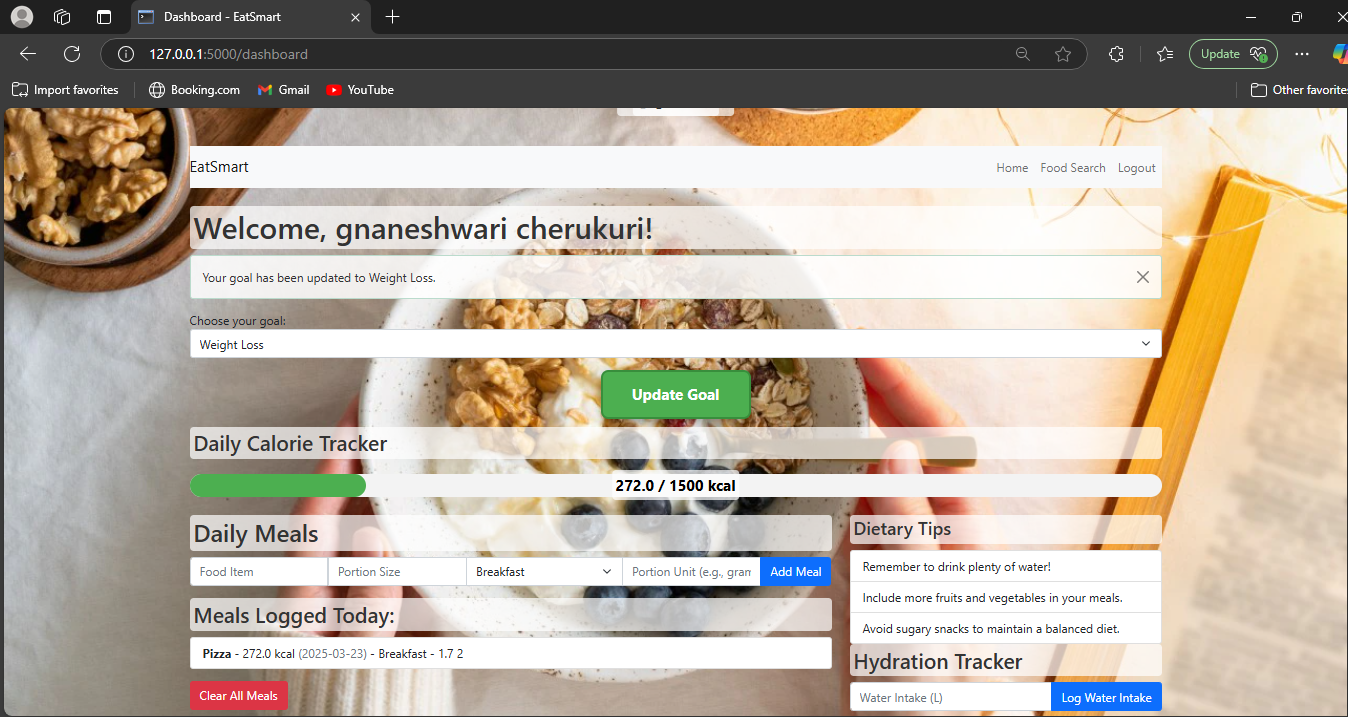 Dashboard - EatSmart
127.0.0.1:5000/dashboard
Update
Import favorites
Booking.com
Gmail
YouTube
Other favorites
EatSmart
Home
Food Search
Logout
Welcome, gnaneshwari cherukuri!
Your goal has been updated to Weight Loss.
Choose your goal:
Weight Loss
Update Goal
Daily Calorie Tracker
272.0 / 1500 kcal
Daily Meals
Food Item
Portion Size
Breakfast
Portion Unit (e.g., gram
Add Meal
Meals Logged Today:
Pizza - 272.0 kcal (2025-03-23) - Breakfast - 1.7 2
Clear All Meals
Dietary Tips
Remember to drink plenty of water!
Include more fruits and vegetables in your meals.
Avoid sugary snacks to maintain a balanced diet.
Hydration Tracker
Water Intake (L)
Log Water Intake